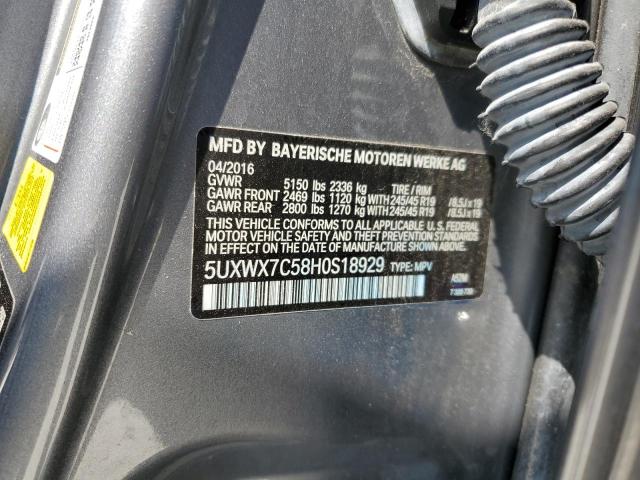 MFD BY BAYERISCHE MOTOREN WERKE AG
04/2016
GVWR 5150 lbs 2336 kg TIRE / RIM
GAWR FRONT 2469 lbs 1120 kg WITH 245/45 R19 /8.5J x 19
GAWR REAR 2800 lbs 1270 kg WITH 245/45 R19 /8.5J x 19
THIS VEHICLE CONFORMS TO ALL APPLICABLE U.S. FEDERAL
MOTOR VEHICLE SAFETY AND THEFT PREVENTION STANDARDS IN
EFFECT ON THE DATE OF MANUFACTURE SHOWN ABOVE.
5UXWX7C58H0S18929 TYPE: MPV